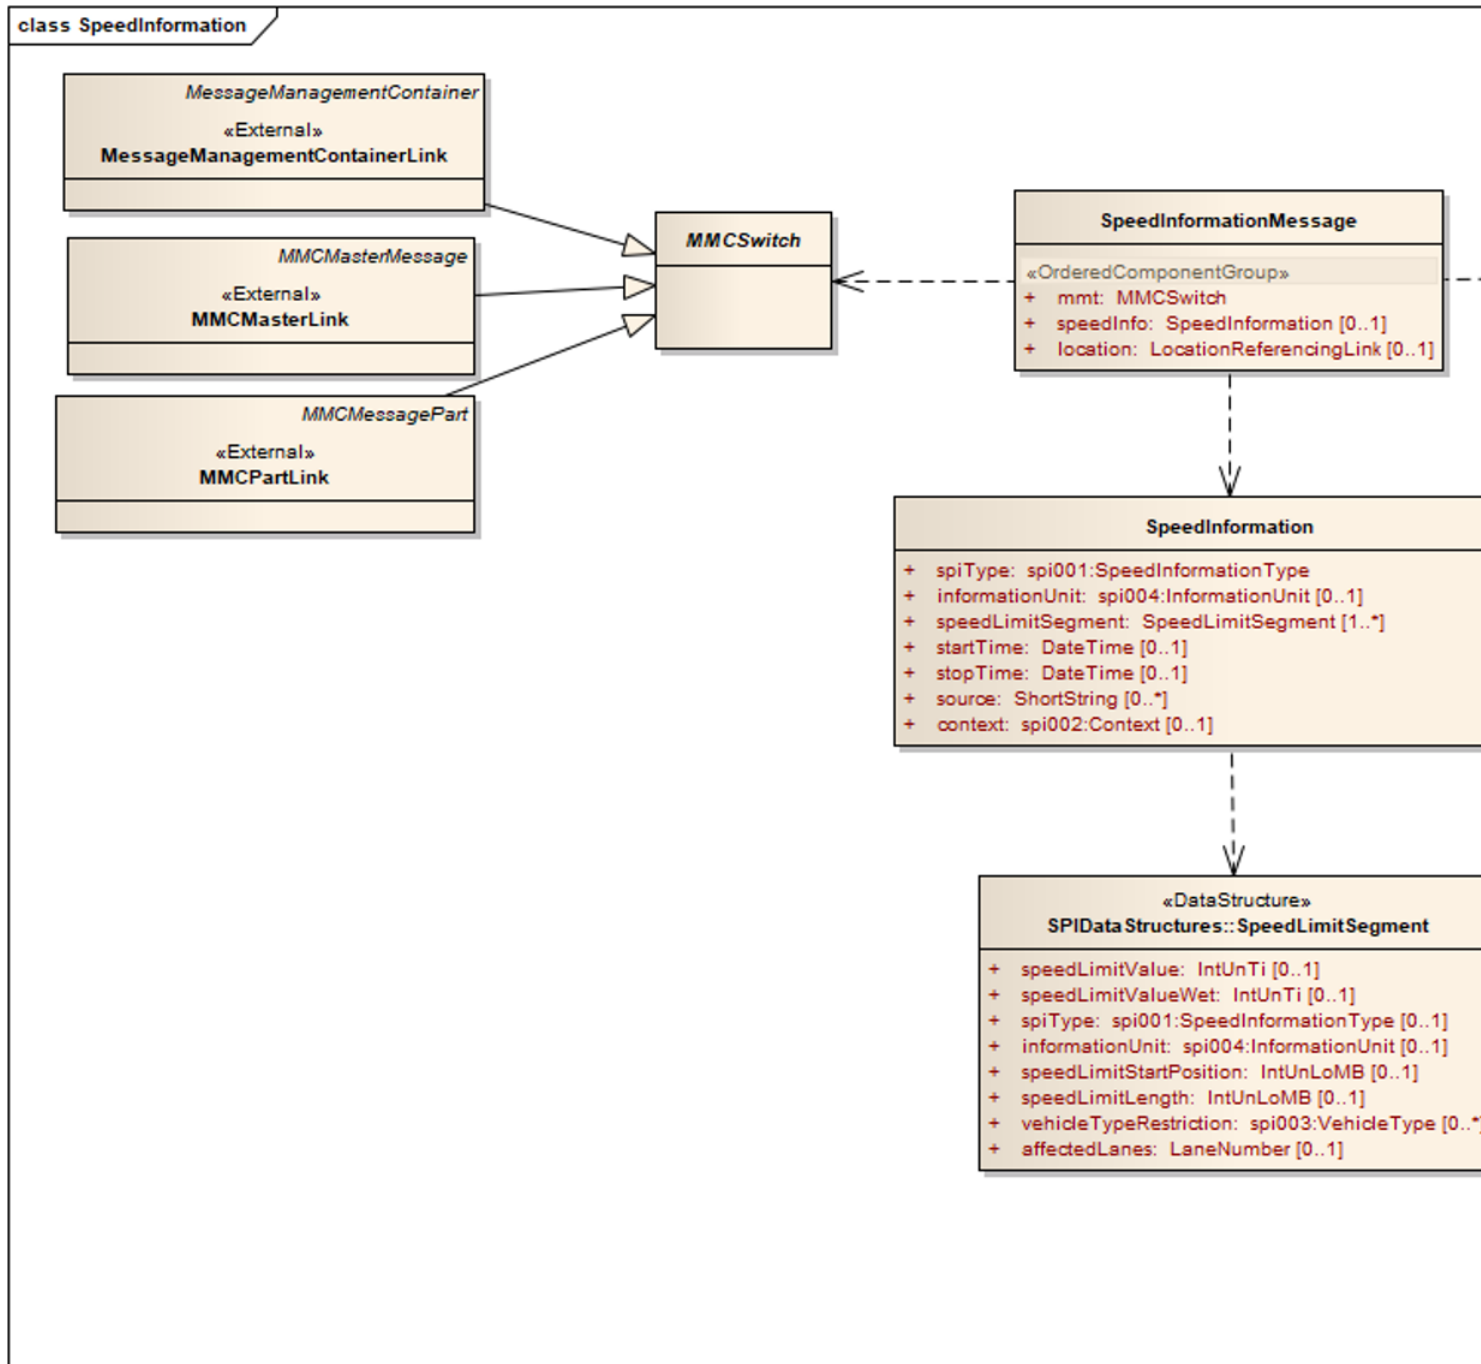 class SpeedInformation
MessageManagementContainer
«External»
MessageManagementContainerLink
MMCMasterMessage
«External»
MMCMasterLink
MMCMessagePart
«External»
MMCPartLink
MMCSwitch
SpeedInformationMessage
«OrderedComponentGroup»
+ mmt: MMCSwitch
+ speedInfo: SpeedInformation [0..1]
+ location: LocationReferencingLink [0..1]
SpeedInformation
+ spiType: spi001:SpeedInformationType
+ informationUnit: spi004:InformationUnit [0..1]
+ speedLimitSegment: SpeedLimitSegment [1..*]
+ startTime: DateTime [0..1]
+ stopTime: DateTime [0..1]
+ source: ShortString [0..*]
+ context: spi002:Context [0..1]
«DataStructure»
SPIDataStructures::SpeedLimitSegment
+ speedLimitValue: IntUnTi [0..1]
+ speedLimitValueWet: IntUnTi [0..1]
+ spiType: spi001:SpeedInformationType [0..1]
+ informationUnit: spi004:InformationUnit [0..1]
+ speedLimitStartPosition: IntUnLoMB [0..1]
+ speedLimitLength: IntUnLoMB [0..1]
+ vehicleTypeRestriction: spi003:VehicleType [0..*]
+ affectedLanes: LaneNumber [0..1]